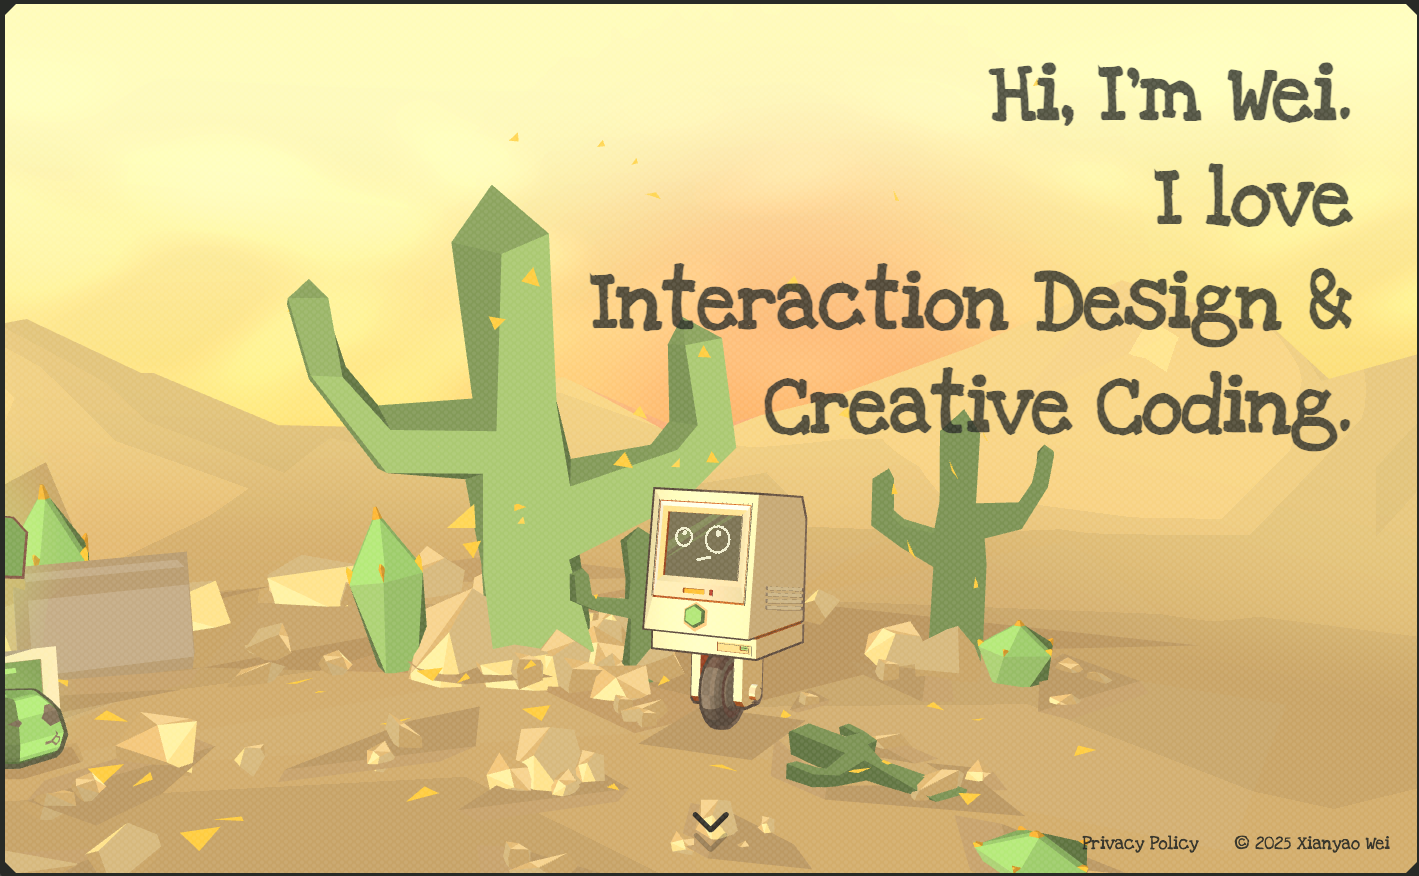 Hi, I'm Wei.
I love
Interaction Design &
Creative Coding.
Privacy Policy
© 2025 Xianyao Wei